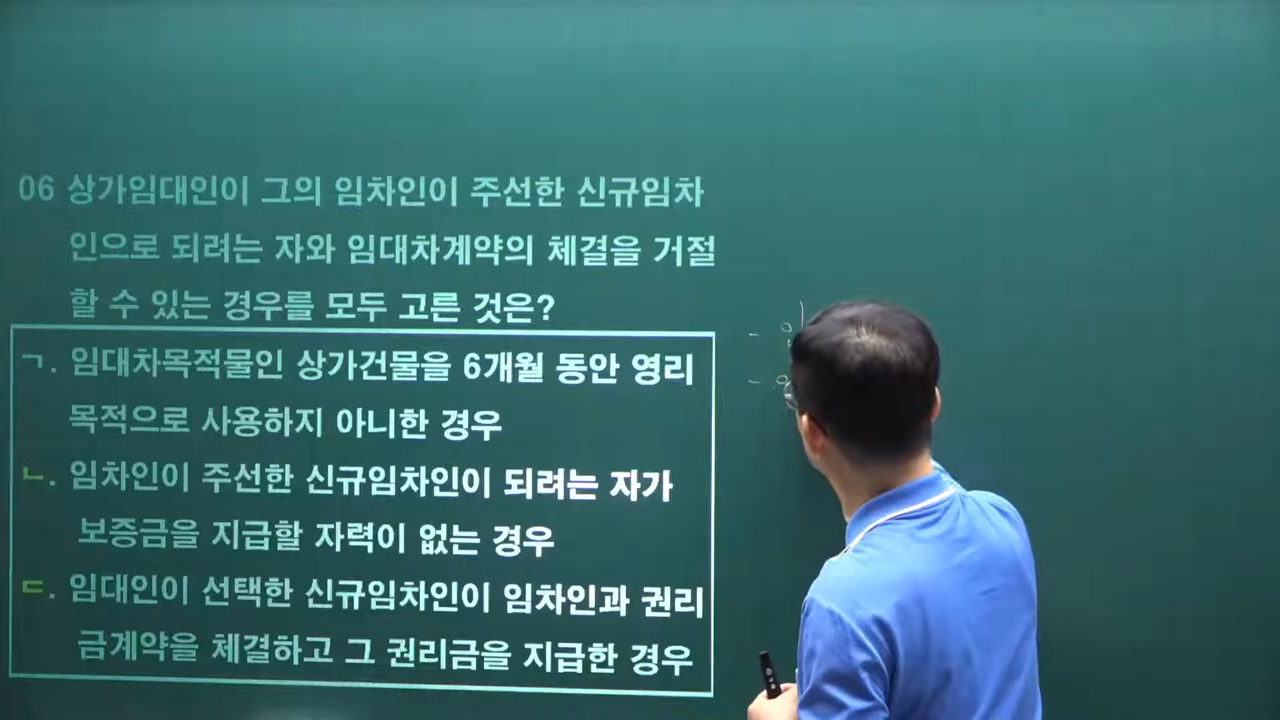 06 상가임대인이 그의 임차인이 주선한 신규임차
인으로 되려는 자와 임대차계약의 체결을 거절
할 수 있는 경우를 모두 고른 것은?
ㄱ. 임대차목적물인 상가건물을 6개월 동안 영리
목적으로 사용하지 아니한 경우
ㄴ. 임차인이 주선한 신규임차인이 되려는 자가
보증금을 지급할 자력이 없는 경우
ㄷ. 임대인이 선택한 신규임차인이 임차인과 권리
금계약을 체결하고 그 권리금을 지급한 경우